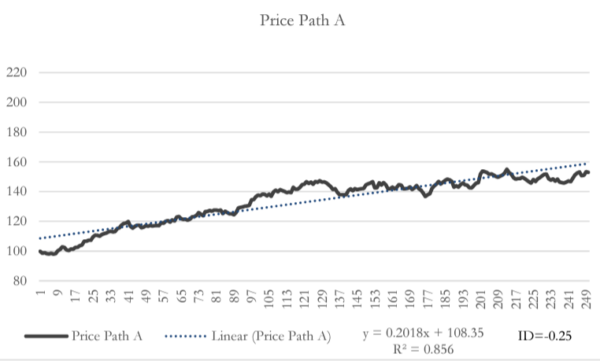 Price Path A
220
200
180
160
140
120
100
80
1 9 17 25 33 41 49 57 65 73 81 89 97 105 113 121 129 137 145 153 161 169 177 185 193 201 209 217 225 233 241 249
Price Path A Linear (Price Path A) y = 0.2018x + 108.35 ID=-0.25
R² = 0.856